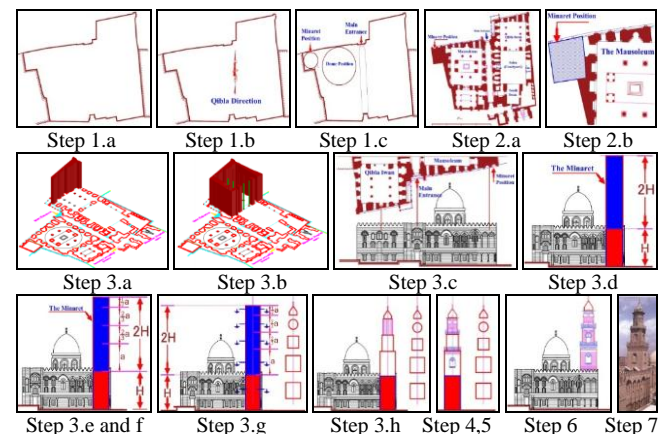 Qibla Direction
Minaret
Position
Main
Entrance
Dome Position
Minaret Position
Mausoleum
Minaret Position
The Mausoleum
Step 1.a
Step 1.b
Step 1.c
Step 2.a
Step 2.b
Qiblia Iwan
Mausoleum
Main
Entrance
Minaret
Position
The Minaret
2H
H
Step 3.a
Step 3.b
Step 3.c
Step 3.d
The Minaret
2H
H
a
2H
H
a
Step 3.e and f
Step 3.g
Step 3.h
Step 4,5
Step 6
Step 7